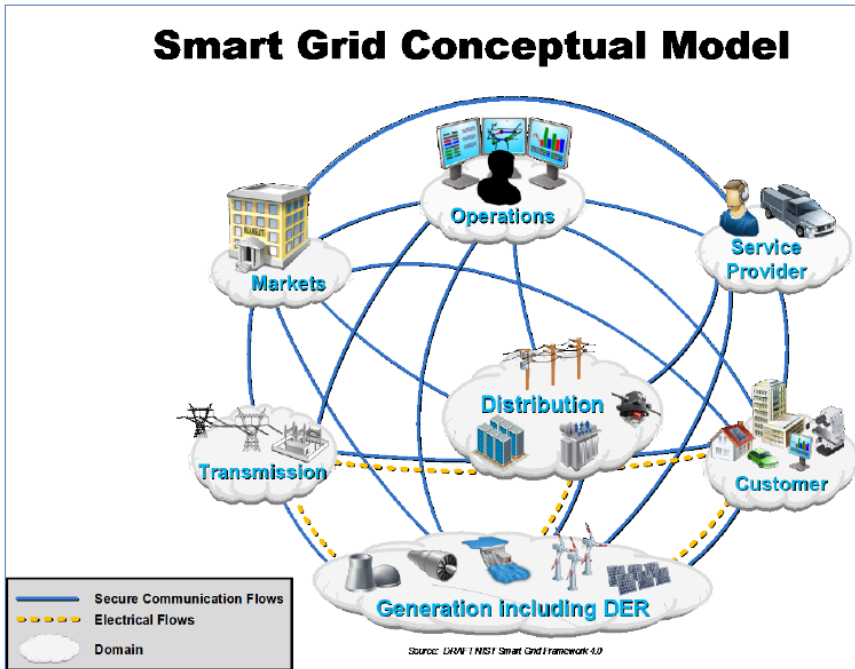 Smart Grid Conceptual Model
Operations
MARKET
Markets
Service
Provider
Distribution
Transmission
Customer
Generation including DER
Secure Communication Flows
Electrical Flows
Domain
Source: DRAFT NIST Smart Grid Framework 4.0